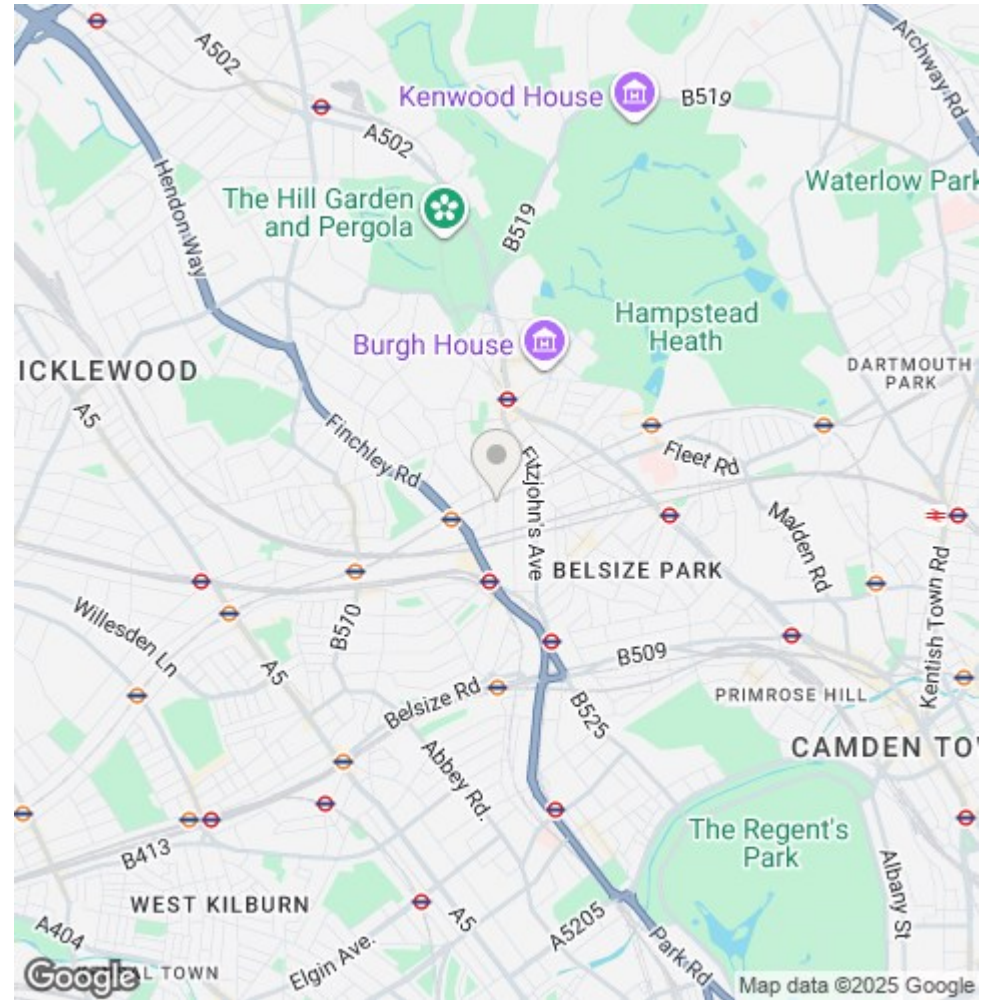 A502
Kenwood House
B519
Archway Rd
A502
Hendon Way
The Hill Garden
and Pergola
Waterlow Park
B519
Hampstead
Heath
Burgh House
ICKLEWOOD
DARTMOUTH
PARK
A5
Finchley Rd
Fitzjohn's Ave
Fleet Rd
Malden Rd
BELSIZE PARK
Kentish Town Rd
Willesden Ln
B510
B509
A5
PRIMROSE HILL
Belsize Rd
B525
CAMDEN TO
Abbey Rd.
The Regent's
Park
B413
Albany St
WEST KILBURN
A5
A5205
A404
Elgin Ave.
Park Rd
Google
AL TOWN
Map data ©2025 Google